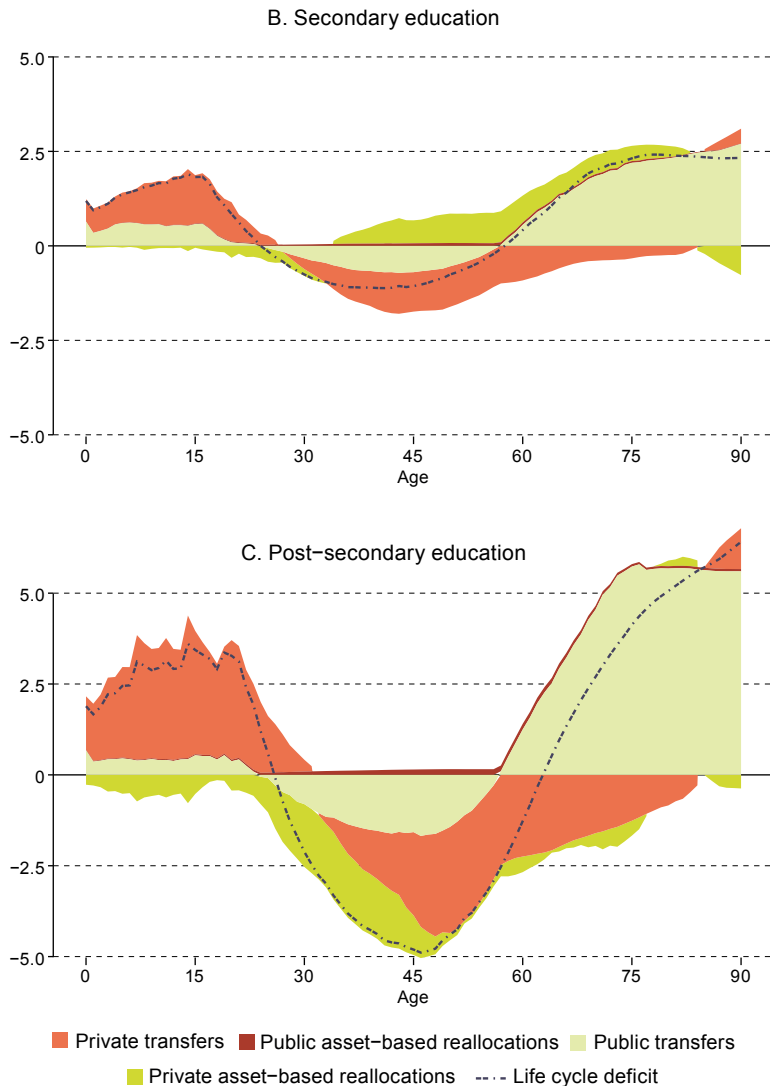 B. Secondary education
5.0
2.5
0
−2.5
−5.0
0 15 30 45 60 75 90
Age
C. Post−secondary education
5.0
2.5
0
−2.5
−5.0
0 15 30 45 60 75 90
Age
Private transfers Public asset−based reallocations Public transfers
Private asset−based reallocations Life cycle deficit